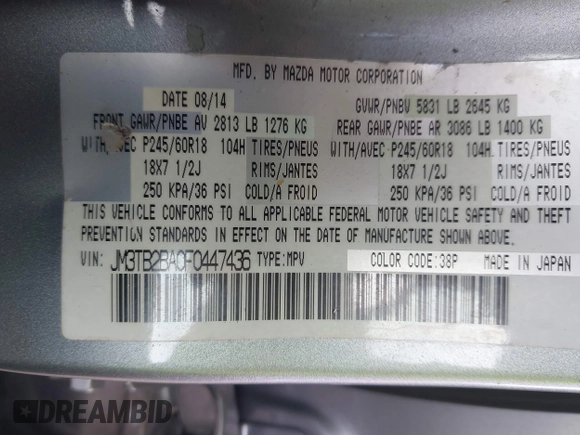 MFD. BY MAZDA MOTOR CORPORATION
DATE 08/14 GVWR/PNBV 5831 LB 2645 KG
FRONT GAWR/PNBE AV 2813 LB 1276 KG REAR GAWR/PNBE AR 3086 LB 1400 KG
WITH/AVEC P245/60R18 104H TIRES/PNEUS WITH/AVEC P245/60R18 104H TIRES/PNEUS
18X7 1/2J RIMS/JANTES 18X7 1/2J RIMS/JANTES
250 KPA/36 PSI COLD/A FROID 250 KPA/36 PSI COLD/A FROID
THIS VEHICLE CONFORMS TO ALL APPLICABLE FEDERAL MOTOR VEHICLE SAFETY AND THEFT
PREVENTION STANDARDS IN EFFECT ON THE DATE OF MANUFACTURE SHOWN ABOVE.
VIN: JM3TB2BA0F0447436 TYPE:MPV COLOR CODE:38P MADE IN JAPAN
DREAMBID